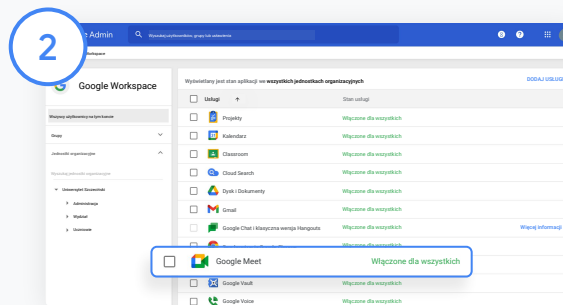 2
Admin
Wyszukaj użytkowników, grupy lub ustawienia
Workspace
Google Workspace
Wyświetlany jest stan aplikacji we wszystkich jednostkach organizacyjnych
DODAJ USŁUGI
Wszyscy użytkownicy na tym koncie
Usługi
Stan usługi
Grupy
Jednostki organizacyjne
Wyszukaj jednostki organizacyjne
Uniwersytet Szczeciński
Administracja
Wydział
Uczniowie
Projekty Włączone dla wszystkich
Kalendarz Włączone dla wszystkich
Classroom Włączone dla wszystkich
Cloud Search Włączone dla wszystkich
Dysk i Dokumenty Włączone dla wszystkich
Gmail Włączone dla wszystkich
Google Chat i klasyczna wersja Hangouts Włączone dla wszystkich Więcej informacji
Google Meet Włączone dla wszystkich
Google Vault Włączone dla wszystkich
Google Voice Włączone dla wszystkich